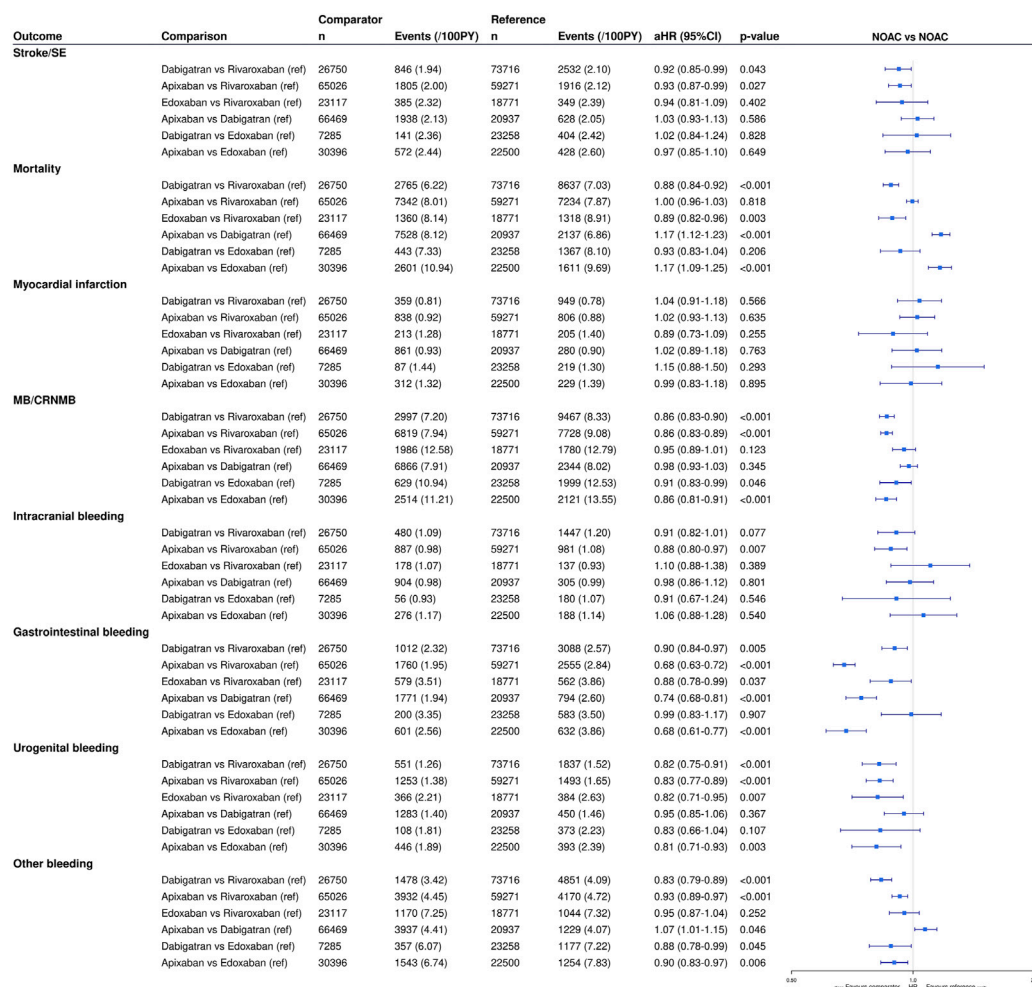 Comparator Reference
Outcome Comparison n Events (/100PY) n Events (/100PY) aHR (95%CI) p-value NOAC vs NOAC
Stroke/SE
Dabigatran vs Rivaroxaban (ref) 26750 846 (1.94) 73716 2532 (2.10) 0.92 (0.85-0.99) 0.043
Apixaban vs Rivaroxaban (ref) 65026 1805 (2.00) 59271 1916 (2.12) 0.93 (0.87-0.99) 0.027
Edoxaban vs Rivaroxaban (ref) 23117 385 (2.32) 18771 349 (2.39) 0.94 (0.81-1.09) 0.402
Apixaban vs Dabigatran (ref) 66469 1938 (2.13) 20937 628 (2.05) 1.03 (0.93-1.13) 0.586
Dabigatran vs Edoxaban (ref) 7285 141 (2.36) 23258 404 (2.42) 1.02 (0.84-1.24) 0.828
Apixaban vs Edoxaban (ref) 30396 572 (2.44) 22500 428 (2.60) 0.97 (0.85-1.10) 0.649
Mortality
Dabigatran vs Rivaroxaban (ref) 26750 2765 (6.22) 73716 8637 (7.03) 0.88 (0.84-0.92) <0.001
Apixaban vs Rivaroxaban (ref) 65026 7342 (8.01) 59271 7234 (7.87) 1.00 (0.96-1.03) 0.818
Edoxaban vs Rivaroxaban (ref) 23117 1360 (8.14) 18771 1318 (8.91) 0.89 (0.82-0.96) 0.003
Apixaban vs Dabigatran (ref) 66469 7528 (8.12) 20937 2137 (6.86) 1.17 (1.12-1.23) <0.001
Dabigatran vs Edoxaban (ref) 7285 443 (7.33) 23258 1367 (8.10) 0.93 (0.83-1.04) 0.206
Apixaban vs Edoxaban (ref) 30396 2601 (10.94) 22500 1611 (9.69) 1.17 (1.09-1.25) <0.001
Myocardial infarction
Dabigatran vs Rivaroxaban (ref) 26750 359 (0.81) 73716 949 (0.78) 1.04 (0.91-1.18) 0.566
Apixaban vs Rivaroxaban (ref) 65026 838 (0.92) 59271 806 (0.88) 1.02 (0.93-1.13) 0.635
Edoxaban vs Rivaroxaban (ref) 23117 213 (1.28) 18771 205 (1.40) 0.89 (0.73-1.09) 0.255
Apixaban vs Dabigatran (ref) 66469 861 (0.93) 20937 280 (0.90) 1.02 (0.89-1.18) 0.763
Dabigatran vs Edoxaban (ref) 7285 87 (1.44) 23258 219 (1.30) 1.15 (0.88-1.50) 0.293
Apixaban vs Edoxaban (ref) 30396 312 (1.32) 22500 229 (1.39) 0.99 (0.83-1.18) 0.895
MB/CRNMB
Dabigatran vs Rivaroxaban (ref) 26750 2997 (7.20) 73716 9467 (8.33) 0.86 (0.83-0.90) <0.001
Apixaban vs Rivaroxaban (ref) 65026 6819 (7.94) 59271 7728 (9.08) 0.86 (0.83-0.89) <0.001
Edoxaban vs Rivaroxaban (ref) 23117 1986 (12.58) 18771 1780 (12.79) 0.95 (0.89-1.01) 0.123
Apixaban vs Dabigatran (ref) 66469 6866 (7.91) 20937 2344 (8.02) 0.98 (0.93-1.03) 0.345
Dabigatran vs Edoxaban (ref) 7285 629 (10.94) 23258 1999 (12.53) 0.91 (0.83-0.99) 0.046
Apixaban vs Edoxaban (ref) 30396 2514 (11.21) 22500 2121 (13.55) 0.86 (0.81-0.91) <0.001
Intracranial bleeding
Dabigatran vs Rivaroxaban (ref) 26750 480 (1.09) 73716 1447 (1.20) 0.91 (0.82-1.01) 0.077
Apixaban vs Rivaroxaban (ref) 65026 887 (0.98) 59271 981 (1.08) 0.88 (0.80-0.97) 0.007
Edoxaban vs Rivaroxaban (ref) 23117 178 (1.07) 18771 137 (0.93) 1.10 (0.88-1.38) 0.389
Apixaban vs Dabigatran (ref) 66469 904 (0.98) 20937 305 (0.99) 0.98 (0.86-1.12) 0.801
Dabigatran vs Edoxaban (ref) 7285 56 (0.93) 23258 180 (1.07) 0.91 (0.67-1.24) 0.546
Apixaban vs Edoxaban (ref) 30396 276 (1.17) 22500 188 (1.14) 1.06 (0.88-1.28) 0.540
Gastrointestinal bleeding
Dabigatran vs Rivaroxaban (ref) 26750 1012 (2.32) 73716 3088 (2.57) 0.90 (0.84-0.97) 0.005
Apixaban vs Rivaroxaban (ref) 65026 1760 (1.95) 59271 2555 (2.84) 0.68 (0.63-0.72) <0.001
Edoxaban vs Rivaroxaban (ref) 23117 579 (3.51) 18771 562 (3.86) 0.88 (0.78-0.99) 0.037
Apixaban vs Dabigatran (ref) 66469 1771 (1.94) 20937 794 (2.60) 0.74 (0.68-0.81) <0.001
Dabigatran vs Edoxaban (ref) 7285 200 (3.35) 23258 583 (3.50) 0.99 (0.83-1.17) 0.907
Apixaban vs Edoxaban (ref) 30396 601 (2.56) 22500 632 (3.86) 0.68 (0.61-0.77) <0.001
Urogenital bleeding
Dabigatran vs Rivaroxaban (ref) 26750 551 (1.26) 73716 1837 (1.52) 0.82 (0.75-0.91) <0.001
Apixaban vs Rivaroxaban (ref) 65026 1253 (1.38) 59271 1493 (1.65) 0.83 (0.77-0.89) <0.001
Edoxaban vs Rivaroxaban (ref) 23117 366 (2.21) 18771 384 (2.63) 0.82 (0.71-0.95) 0.007
Apixaban vs Dabigatran (ref) 66469 1283 (1.40) 20937 450 (1.46) 0.95 (0.85-1.06) 0.367
Dabigatran vs Edoxaban (ref) 7285 108 (1.81) 23258 373 (2.23) 0.83 (0.66-1.04) 0.107
Apixaban vs Edoxaban (ref) 30396 446 (1.89) 22500 393 (2.39) 0.81 (0.71-0.93) 0.003
Other bleeding
Dabigatran vs Rivaroxaban (ref) 26750 1478 (3.42) 73716 4851 (4.09) 0.83 (0.79-0.89) <0.001
Apixaban vs Rivaroxaban (ref) 65026 3932 (4.45) 59271 4170 (4.72) 0.93 (0.89-0.97) <0.001
Edoxaban vs Rivaroxaban (ref) 23117 1170 (7.25) 18771 1044 (7.32) 0.95 (0.87-1.04) 0.252
Apixaban vs Dabigatran (ref) 66469 3937 (4.41) 20937 1229 (4.07) 1.07 (1.01-1.15) 0.046
Dabigatran vs Edoxaban (ref) 7285 357 (6.07) 23258 1177 (7.22) 0.88 (0.78-0.99) 0.045
Apixaban vs Edoxaban (ref) 30396 1543 (6.74) 22500 1254 (7.83) 0.90 (0.83-0.97) 0.006
0.50 1.0